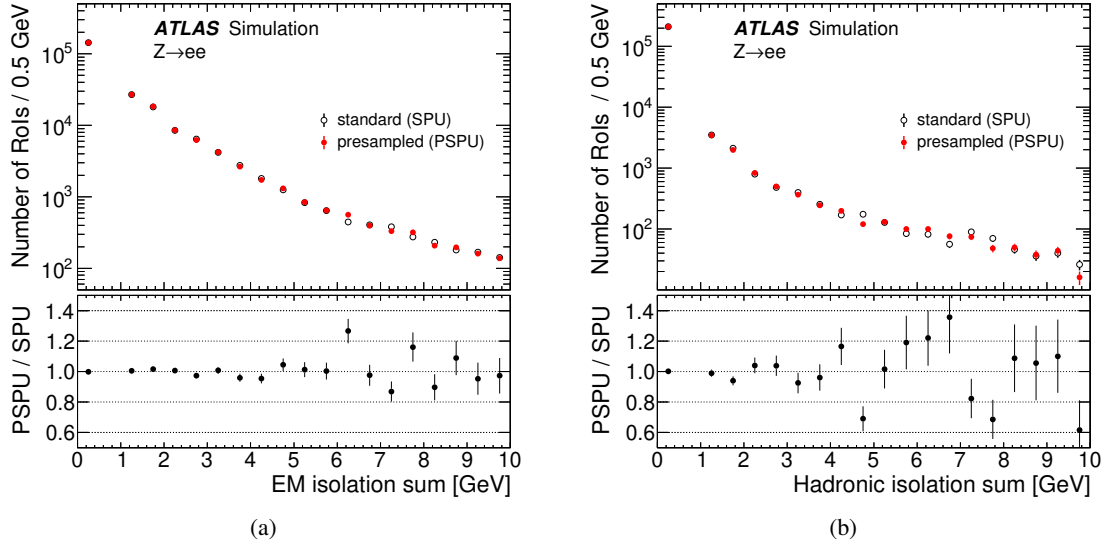 ATLAS Simulation
Z→ee
standard (SPU)
presampled (PSPU)
Number of RoIs / 0.5 GeV
10^5
10^4
10^3
10^2
PSPU / SPU
1.4
1.2
1.0
0.8
0.6
0 1 2 3 4 5 6 7 8 9 10
EM isolation sum [GeV]
(a)
ATLAS Simulation
Z→ee
standard (SPU)
presampled (PSPU)
Number of RoIs / 0.5 GeV
10^5
10^4
10^3
10^2
PSPU / SPU
1.4
1.2
1.0
0.8
0.6
0 1 2 3 4 5 6 7 8 9 10
Hadronic isolation sum [GeV]
(b)